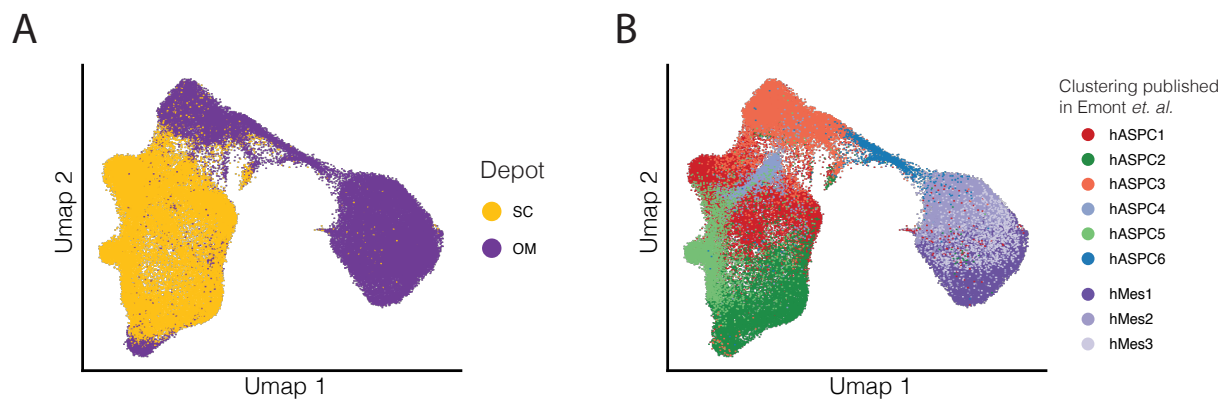 A
Umap 2
Umap 1
Depot
SC
OM
B
Umap 2
Umap 1
Clustering published
in Emont et. al.
hASPC1
hASPC2
hASPC3
hASPC4
hASPC5
hASPC6
hMes1
hMes2
hMes3